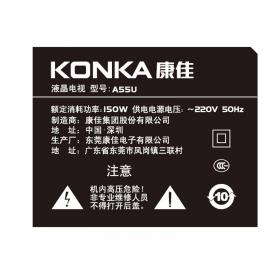 KONKA 康佳
液晶电视 型号: A55U
额定消耗功率: 150W 供电电源电压: ~220V 50Hz
制造商: 康佳集团股份有限公司
地 址: 中国·深圳
生产厂: 东莞康佳电子有限公司
地 址: 广东省东莞市凤岗镇三联村
注意
机内高压危险!
非专业维修人员
不得打开后盖。
10